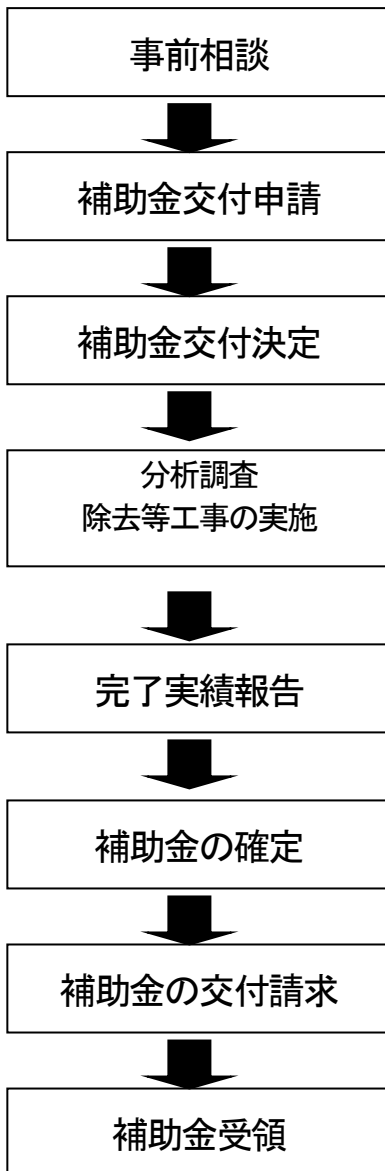 事前相談
補助金交付申請
補助金交付決定
分析調査
除去等工事の実施
完了実績報告
補助金の確定
補助金の交付請求
補助金受領